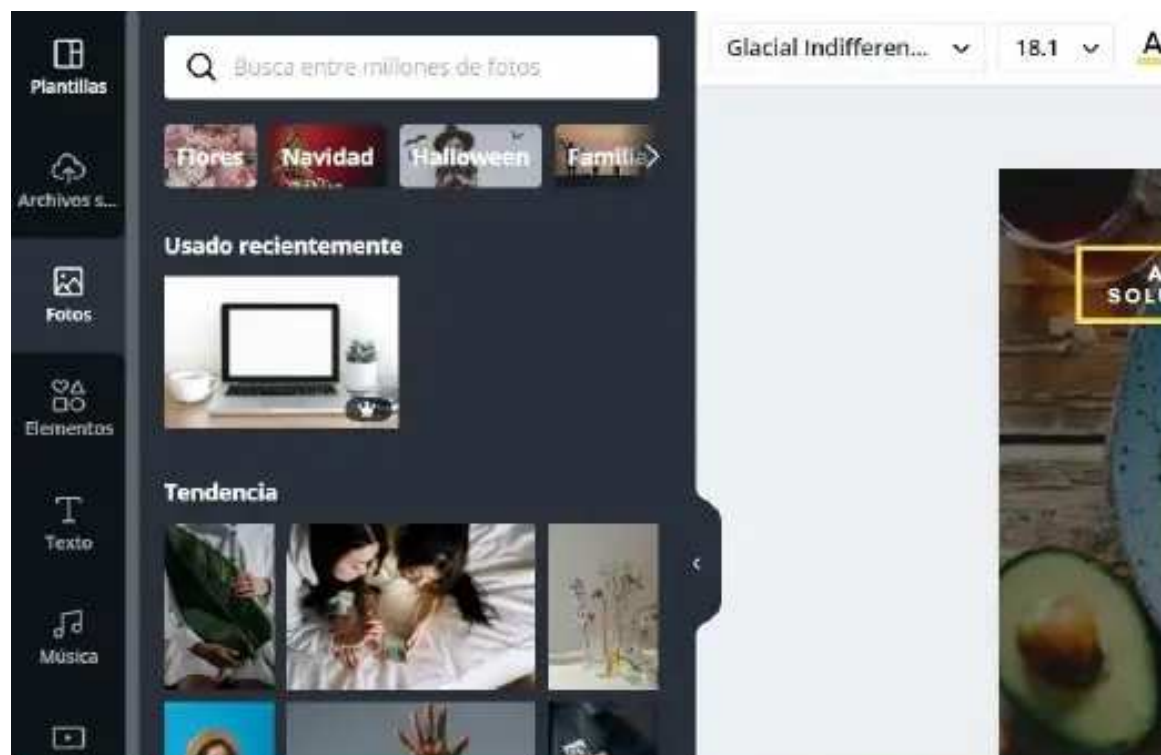 Plantillas
Archivos s...
Fotos
Elementos
Texto
Música
Busca entre millones de fotos
Flores
Navidad
Halloween
Familia
Usado recientemente
Tendencia
Glacial Indifferen...
18.1
A
A
SOLU